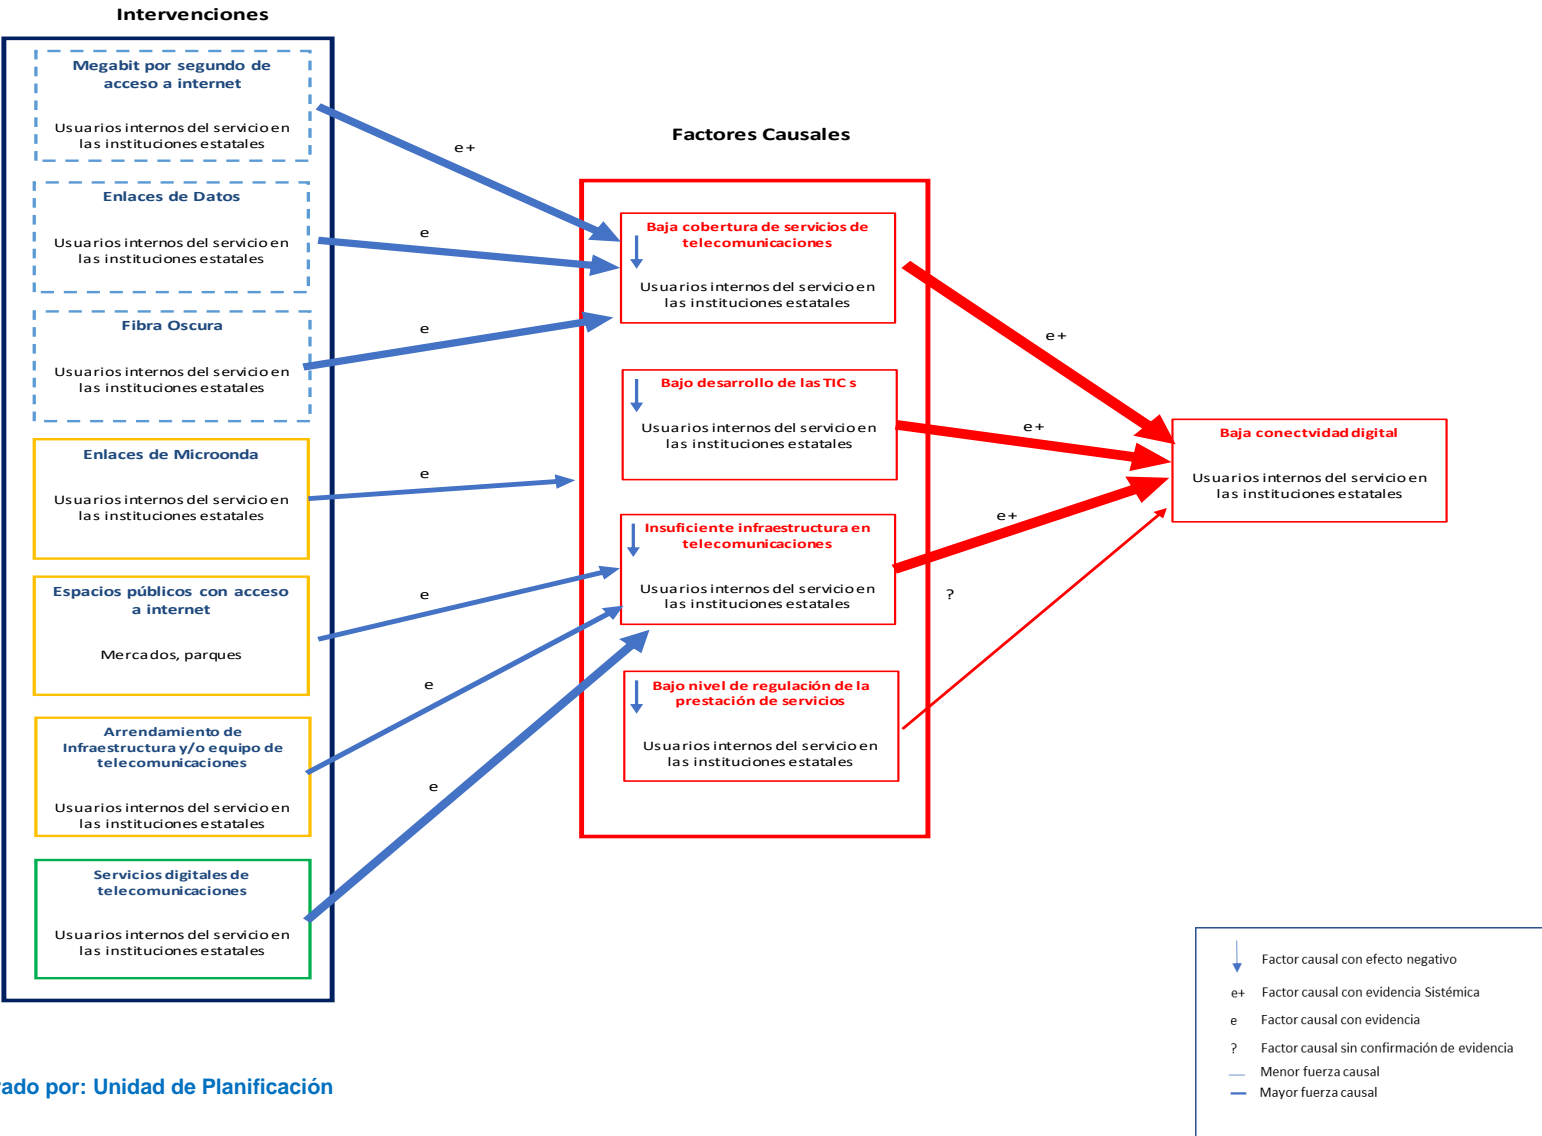 Intervenciones
Megabit por segundo de
acceso a internet
Usuarios internos del servicio en
las instituciones estatales
Enlaces de Datos
Usuarios internos del servicio en
las instituciones estatales
Fibra Oscura
Usuarios internos del servicio en
las instituciones estatales
Enlaces de Microonda
Usuarios internos del servicio en
las instituciones estatales
Espacios públicos con acceso
a internet
Mercados, parques
Arrendamiento de
Infraestructura y/o equipo de
telecomunicaciones
Usuarios internos del servicio en
las instituciones estatales
Servicios digitales de
telecomunicaciones
Usuarios internos del servicio en
las instituciones estatales
e+
e
e
e
e
e
e
Factores Causales
Baja cobertura de servicios de
telecomunicaciones
Usuarios internos del servicio en
las instituciones estatales
Bajo desarrollo de las TIC s
Usuarios internos del servicio en
las instituciones estatales
Insuficiente infraestructura en
telecomunicaciones
Usuarios internos del servicio en
las instituciones estatales
Bajo nivel de regulación de la
prestación de servicios
Usuarios internos del servicio en
las instituciones estatales
e+
e+
e+
?
Baja conectvidad digital
Usuarios internos del servicio en
las instituciones estatales
Factor causal con efecto negativo
e+ Factor causal con evidencia Sistémica
e Factor causal con evidencia
? Factor causal sin confirmación de evidencia
Menor fuerza causal
Mayor fuerza causal
ado por: Unidad de Planificación